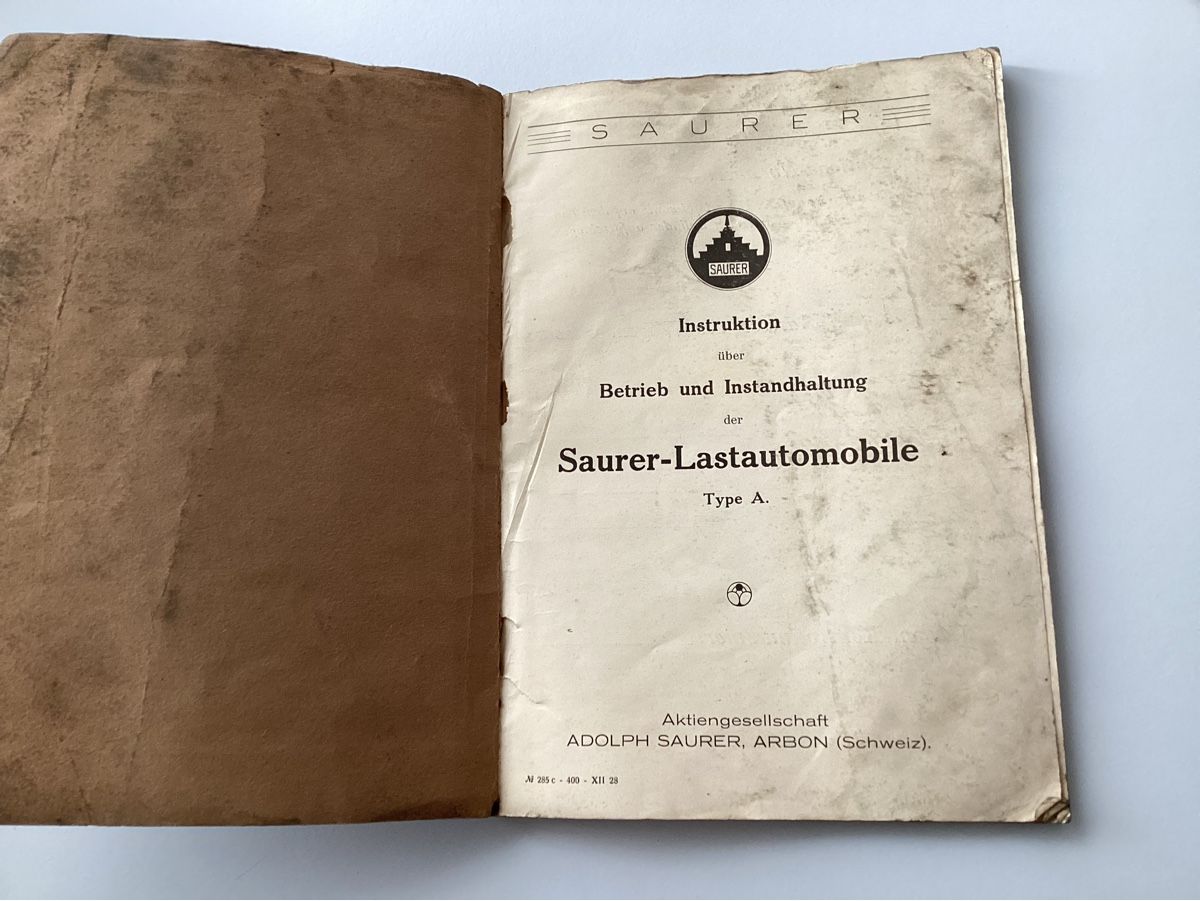 SAURER
SAURER
Instruktion
über
Betrieb und Instandhaltung
der
Saurer-Lastautomobile
Type A.
Aktiengesellschaft
ADOLPH SAURER, ARBON (Schweiz).
№ 285 c - 400 - XII 28